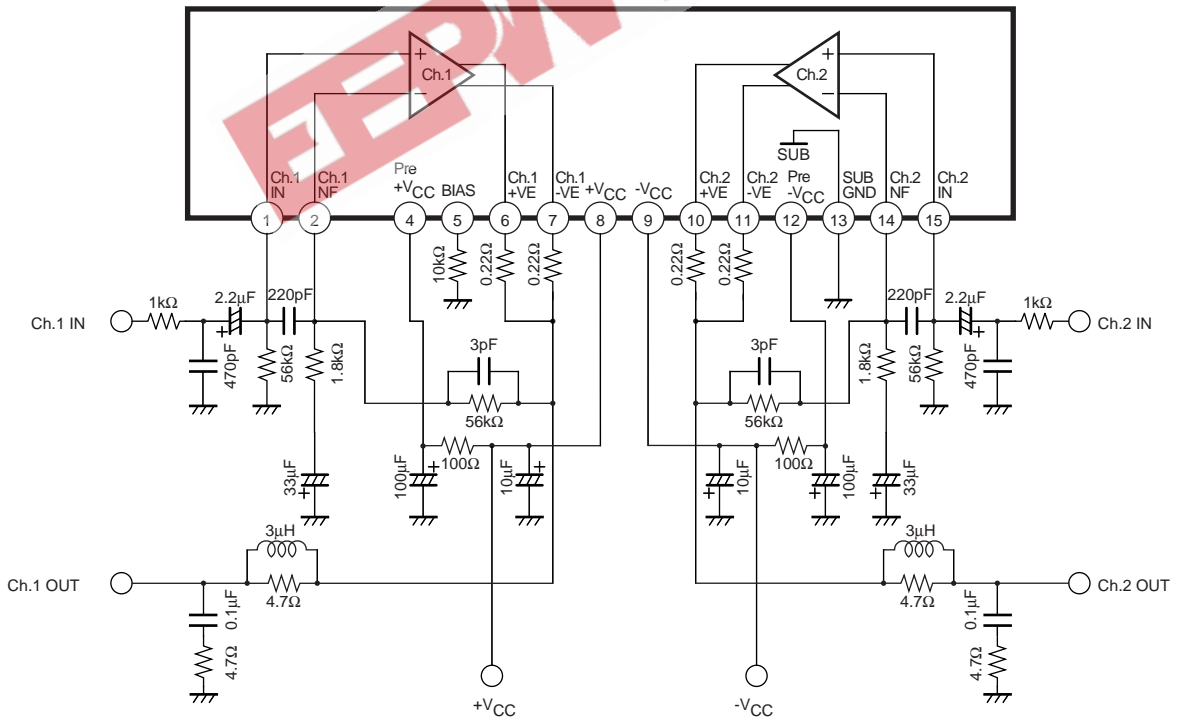 EEPW
+
Ch.1
−
+
Ch.2
−
SUB
Ch.1 IN
Ch.1 NF
Pre +VCC
BIAS
Ch.1 +VE
Ch.1 -VE
+VCC
-VCC
Ch.2 +VE
Ch.2 -VE
Pre -VCC
SUB GND
Ch.2 NF
Ch.2 IN
1 2 4 5 6 7 8 9 10 11 12 13 14 15
10kΩ
0.22Ω
0.22Ω
0.22Ω
0.22Ω
Ch.1 IN
1kΩ
2.2µF
+
220pF
220pF
2.2µF
+
1kΩ
Ch.2 IN
470pF
56kΩ
1.8kΩ
3pF
56kΩ
3pF
56kΩ
1.8kΩ
56kΩ
470pF
33µF
+
100µF
+
100Ω
10µF
+
10µF
+
100Ω
100µF
+
33µF
+
Ch.1 OUT
3µH
4.7Ω
3µH
4.7Ω
Ch.2 OUT
0.1µF
4.7Ω
0.1µF
4.7Ω
+VCC
-VCC